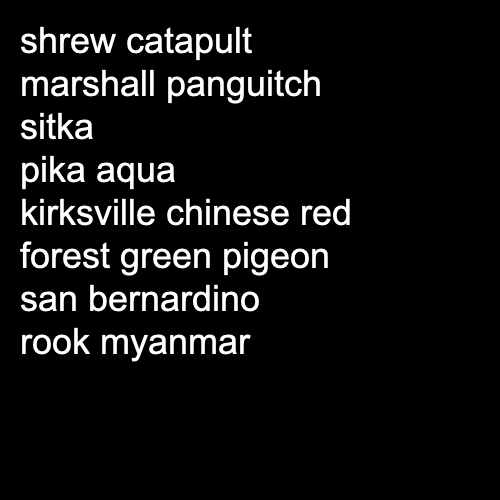 shrew catapult
marshall panguitch
sitka
pika aqua
kirksville chinese red
forest green pigeon
san bernardino
rook myanmar